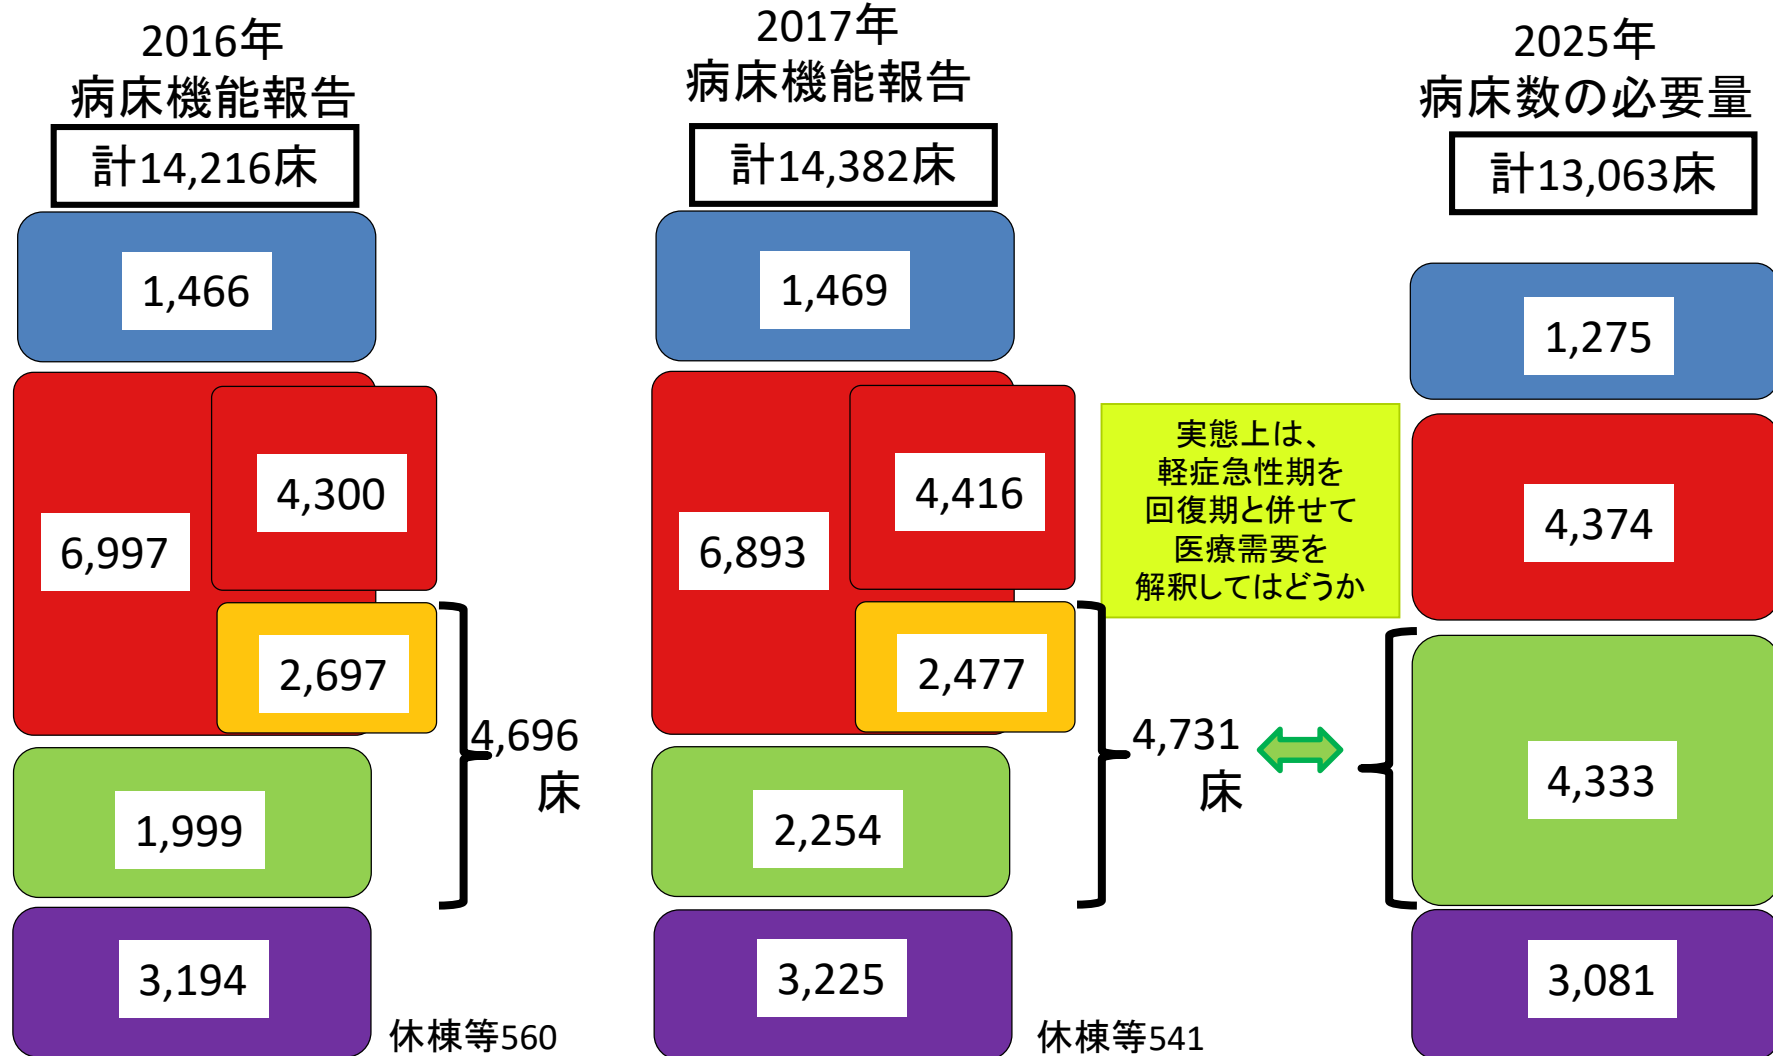 2016年
病床機能報告
計14,216床
1,466
6,997
4,300
2,697
4,696
床
1,999
3,194
休棟等560
2017年
病床機能報告
計14,382床
1,469
6,893
4,416
2,477
4,731
床
2,254
3,225
休棟等541
実態上は、
軽症急性期を
回復期と併せて
医療需要を
解釈してはどうか
2025年
病床数の必要量
計13,063床
1,275
4,374
4,333
3,081